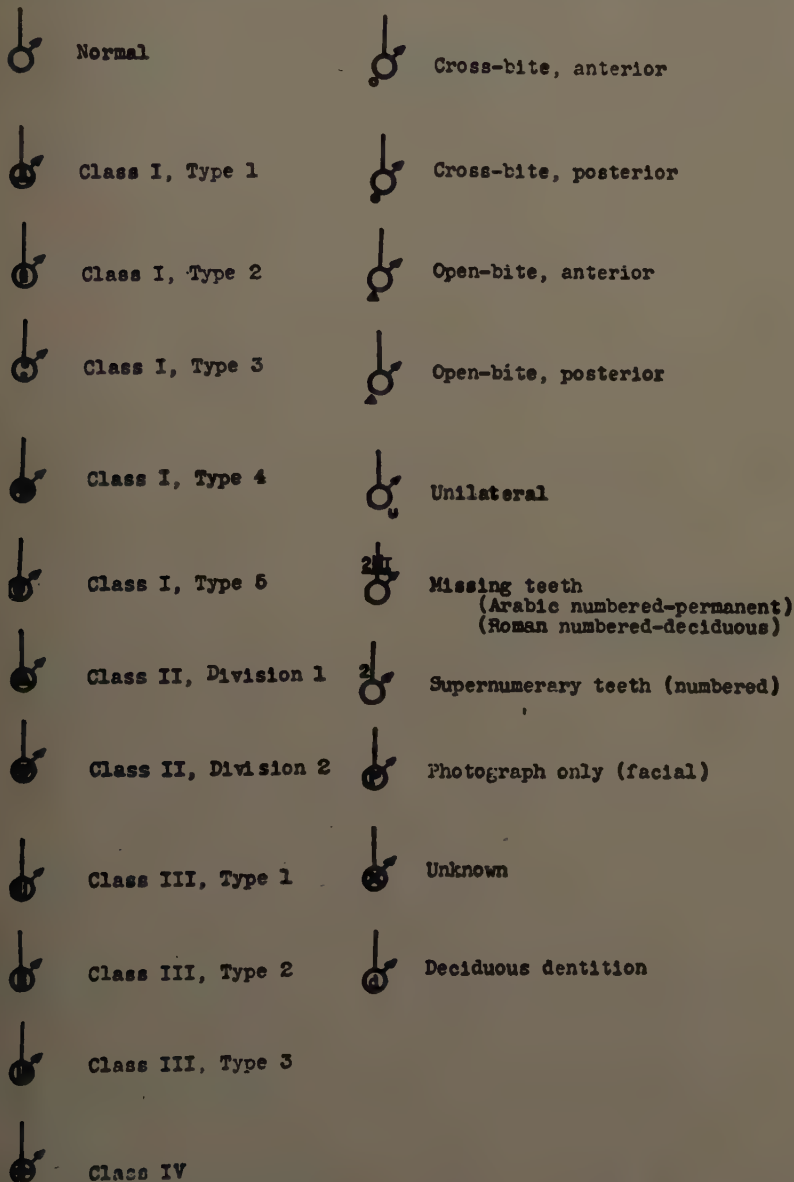 Normal
Class I, Type 1
Class I, Type 2
Class I, Type 3
Class I, Type 4
Class I, Type 5
Class II, Division 1
Class II, Division 2
Class III, Type 1
Class III, Type 2
Class III, Type 3
Class IV
Cross-bite, anterior
Cross-bite, posterior
Open-bite, anterior
Open-bite, posterior
u
Unilateral
Missing teeth
(Arabic numbered-permanent)
(Roman numbered-deciduous)
2
Supernumerary teeth (numbered)
P
Photograph only (facial)
Unknown
d
Deciduous dentition